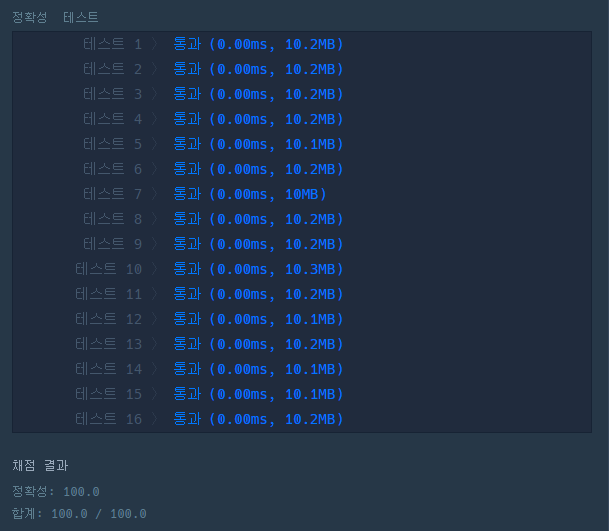 정확성 테스트
테스트 1 〉 통과 (0.00ms, 10.2MB)
테스트 2 〉 통과 (0.00ms, 10.2MB)
테스트 3 〉 통과 (0.00ms, 10.2MB)
테스트 4 〉 통과 (0.00ms, 10.2MB)
테스트 5 〉 통과 (0.00ms, 10.1MB)
테스트 6 〉 통과 (0.00ms, 10.2MB)
테스트 7 〉 통과 (0.00ms, 10MB)
테스트 8 〉 통과 (0.00ms, 10.2MB)
테스트 9 〉 통과 (0.00ms, 10.2MB)
테스트 10 〉 통과 (0.00ms, 10.3MB)
테스트 11 〉 통과 (0.00ms, 10.2MB)
테스트 12 〉 통과 (0.00ms, 10.1MB)
테스트 13 〉 통과 (0.00ms, 10.2MB)
테스트 14 〉 통과 (0.00ms, 10.1MB)
테스트 15 〉 통과 (0.00ms, 10.1MB)
테스트 16 〉 통과 (0.00ms, 10.2MB)
채점 결과
정확성: 100.0
합계: 100.0 / 100.0